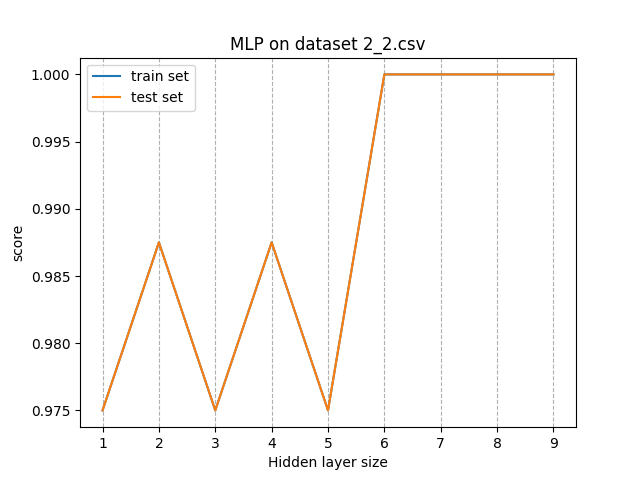 MLP on dataset 2_2.csv
train set
test set
1.000
0.995
0.990
0.985
0.980
0.975
score
1 2 3 4 5 6 7 8 9
Hidden layer size